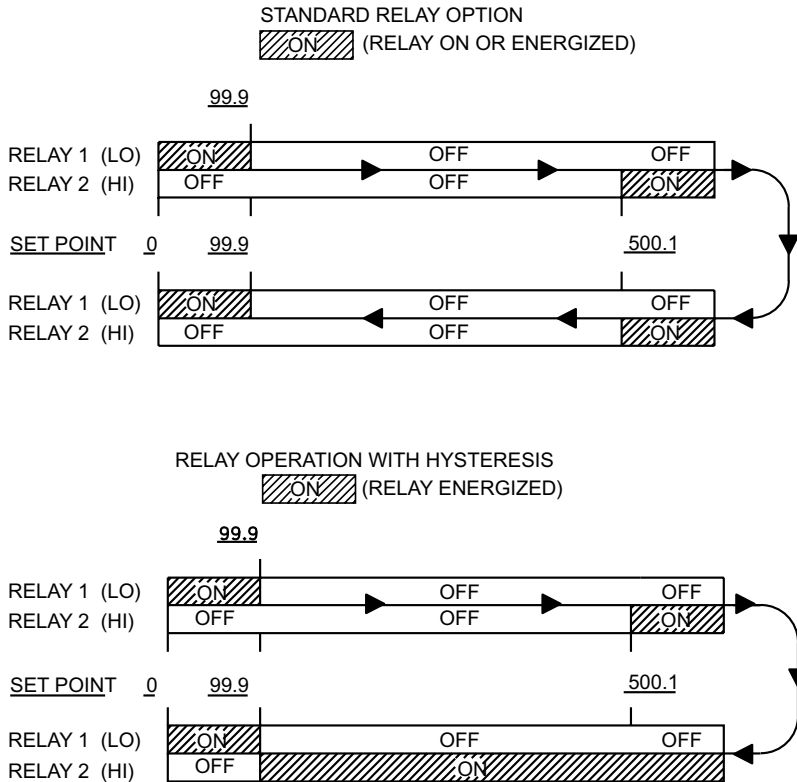 STANDARD RELAY OPTION
ON (RELAY ON OR ENERGIZED)
99.9
RELAY 1 (LO) ON OFF OFF
RELAY 2 (HI) OFF OFF ON
SET POINT 0 99.9 500.1
RELAY 1 (LO) ON OFF OFF
RELAY 2 (HI) OFF OFF ON
RELAY OPERATION WITH HYSTERESIS
ON (RELAY ENERGIZED)
99.9
RELAY 1 (LO) ON OFF OFF
RELAY 2 (HI) OFF OFF ON
SET POINT 0 99.9 500.1
RELAY 1 (LO) ON OFF OFF
RELAY 2 (HI) OFF ON